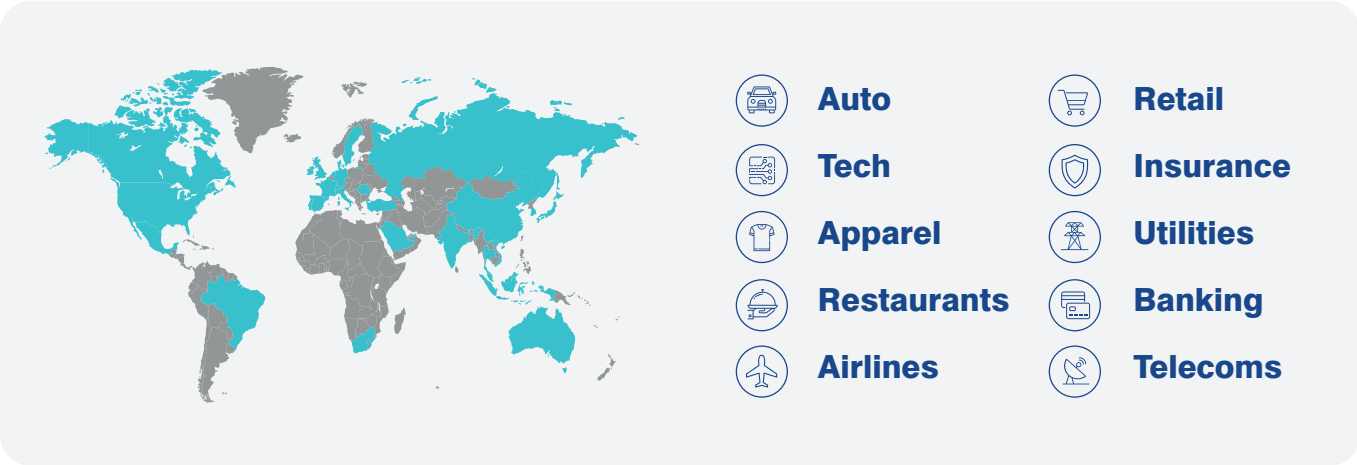 Auto
Tech
Apparel
Restaurants
Airlines
Retail
Insurance
Utilities
Banking
Telecoms